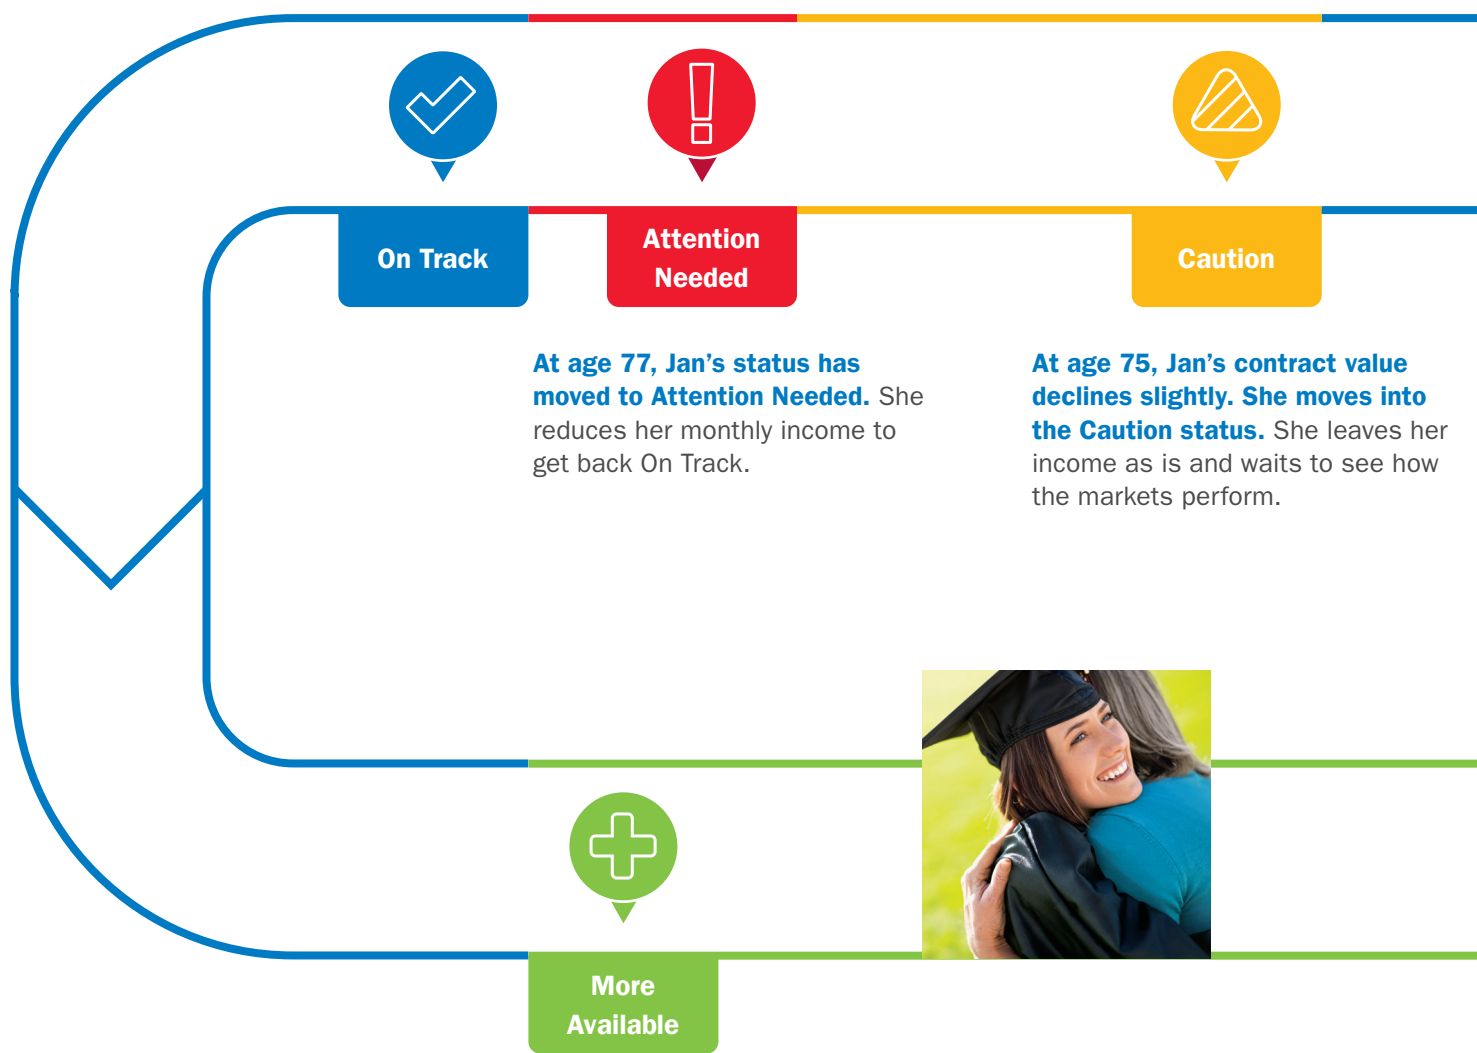 On Track
Attention
Needed
Caution
At age 77, Jan’s status has
moved to Attention Needed. She
reduces her monthly income to
get back On Track.
At age 75, Jan’s contract value
declines slightly. She moves into
the Caution status. She leaves her
income as is and waits to see how
the markets perform.
More
Available